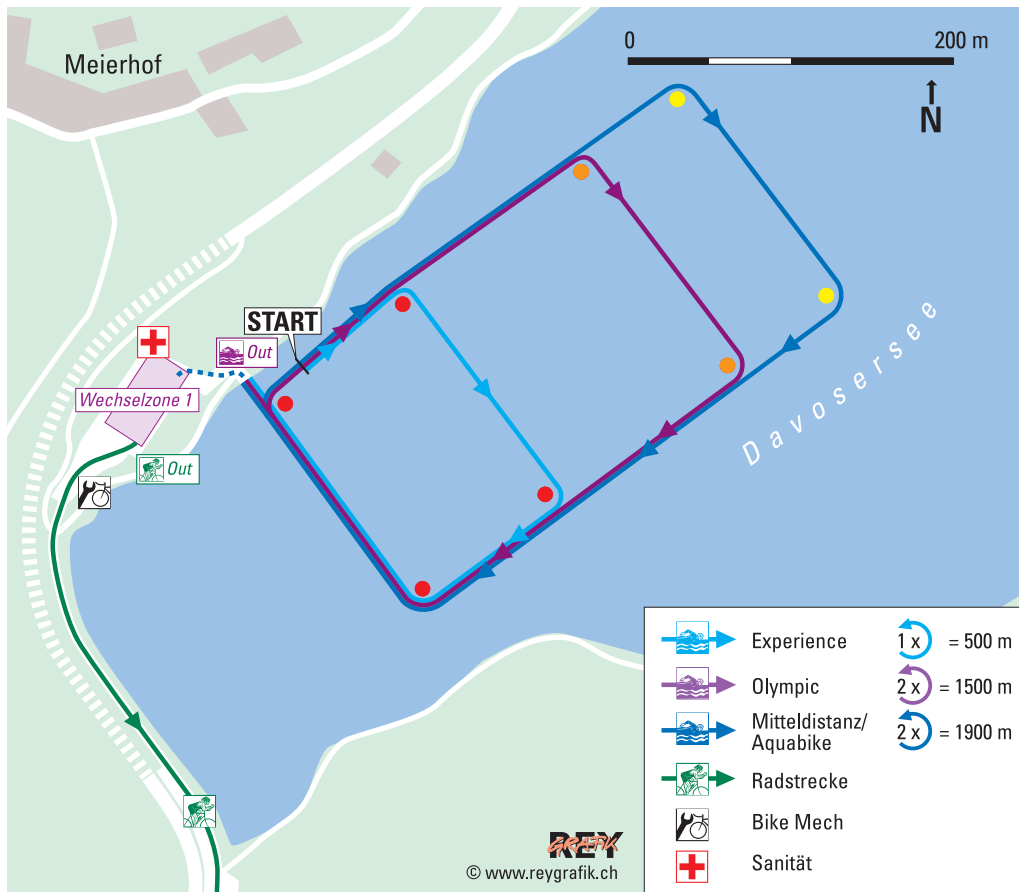 Meierhof
0 200 m
N
START
Out
Wechselzone 1
Out
Davosersee
Experience 1 x = 500 m
Olympic 2 x = 1500 m
Mitteldistanz/
Aquabike 2 x = 1900 m
Radstrecke
Bike Mech
Sanität
REY
GRAFIK
© www.reygrafik.ch